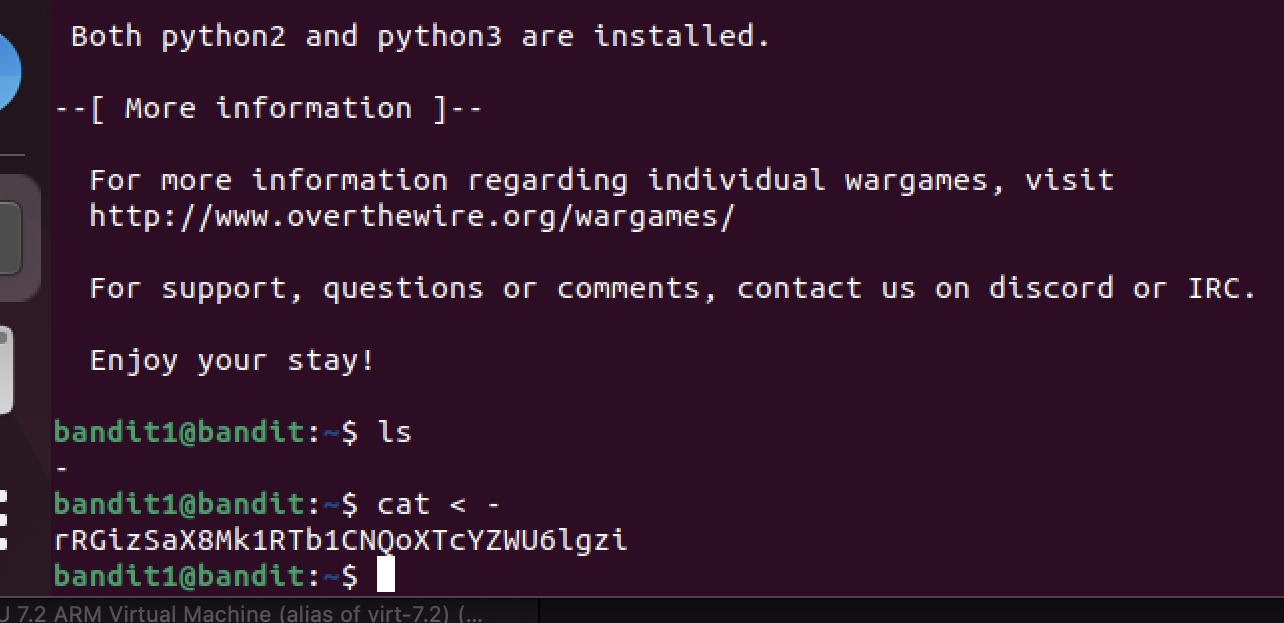 Both python2 and python3 are installed.
--[ More information ]--
For more information regarding individual wargames, visit
http://www.overthewire.org/wargames/
For support, questions or comments, contact us on discord or IRC.
Enjoy your stay!
bandit1@bandit:~$ ls
-
bandit1@bandit:~$ cat < -
rRGizSaX8Mk1RTb1CNQoXTcYZWU6lgzi
bandit1@bandit:~$
U 7.2 ARM Virtual Machine (alias of virt-7.2) (...